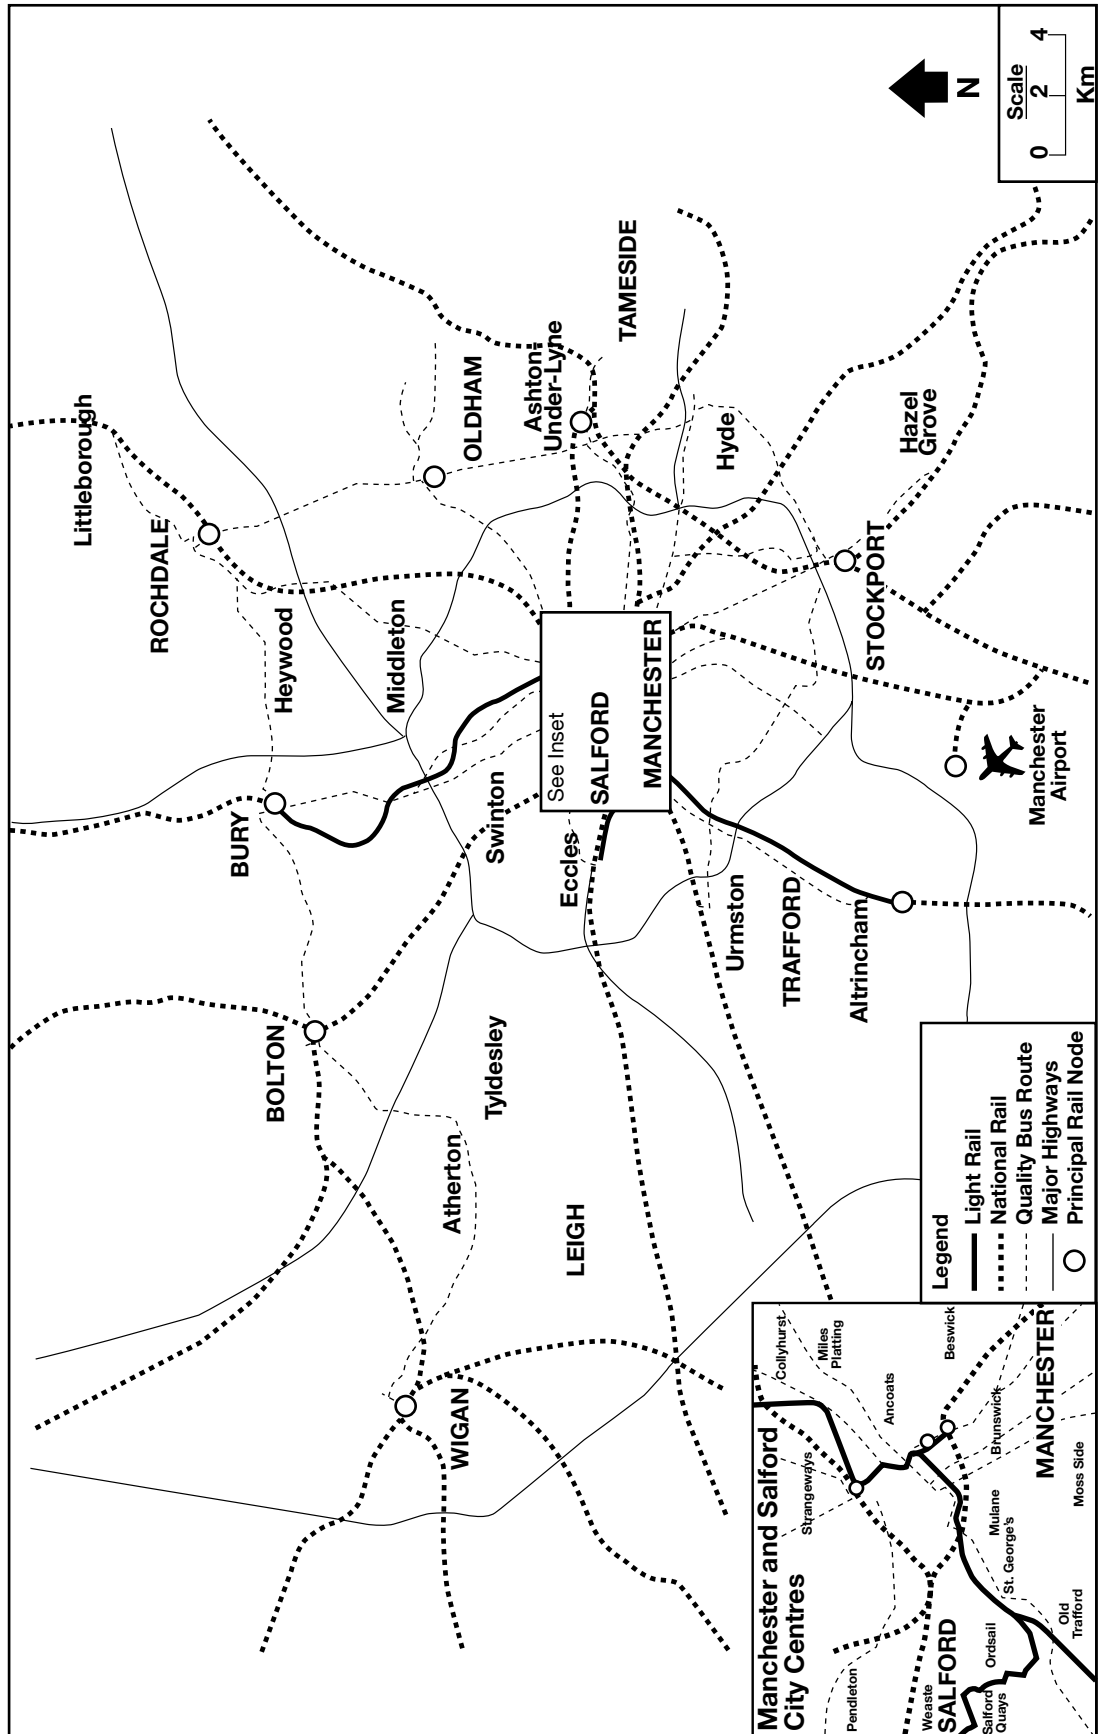 Littleborough
ROCHDALE
Heywood
BURY
Middleton
OLDHAM
Ashton-
Under-Lyne
TAMESIDE
BOLTON
Swinton
See Inset
SALFORD
MANCHESTER
Eccles
Hyde
Tyldesley
Atherton
WIGAN
LEIGH
Urmston
TRAFFORD
Altrincham
STOCKPORT
Hazel
Grove
Manchester
Airport
N
Scale
0 2 4
Km
Legend
Light Rail
National Rail
Quality Bus Route
Major Highways
Principal Rail Node
Manchester and Salford
City Centres
Collyhurst
Miles
Platting
Strangeways
Ancoats
Beswick
Pendleton
Brunswick
MANCHESTER
Mulane
St. George's
Moss Side
Weaste
SALFORD
Ordsail
Salford
Quays
Old
Trafford